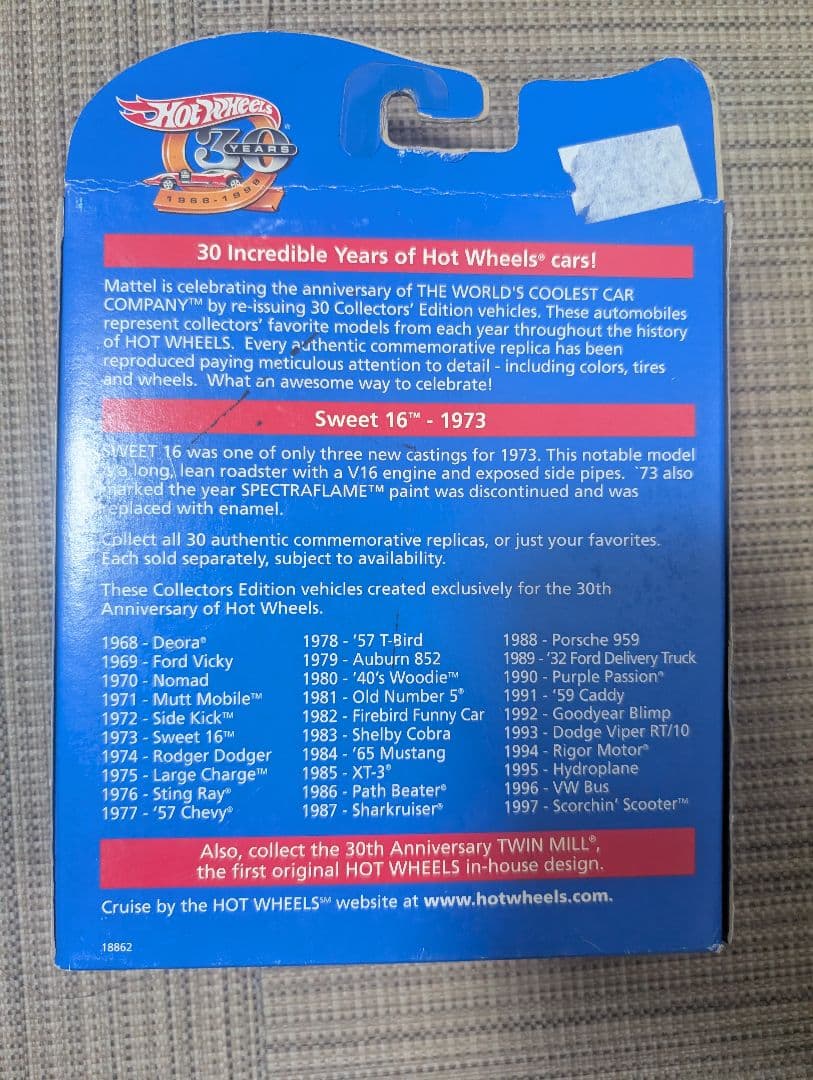 HOT WHEELS®
30
YEARS
1968-1998
30 Incredible Years of Hot Wheels® cars!
Mattel is celebrating the anniversary of THE WORLD'S COOLEST CAR
COMPANY™ by re-issuing 30 Collectors' Edition vehicles. These automobiles
represent collectors' favorite models from each year throughout the history
of HOT WHEELS. Every authentic commemorative replica has been
reproduced paying meticulous attention to detail - including colors, tires
and wheels. What an awesome way to celebrate!
Sweet 16™ - 1973
SWEET 16 was one of only three new castings for 1973. This notable model
a long, lean roadster with a V16 engine and exposed side pipes. `73 also
marked the year SPECTRAFLAME™ paint was discontinued and was
replaced with enamel.
Collect all 30 authentic commemorative replicas, or just your favorites.
Each sold separately, subject to availability.
These Collectors Edition vehicles created exclusively for the 30th
Anniversary of Hot Wheels.
1968 - Deora®
1969 - Ford Vicky
1970 - Nomad
1971 - Mutt Mobile™
1972 - Side Kick™
1973 - Sweet 16™
1974 - Rodger Dodger
1975 - Large Charge™
1976 - Sting Ray®
1977 - '57 Chevy®
1978 - '57 T-Bird
1979 - Auburn 852
1980 - '40's Woodie™
1981 - Old Number 5®
1982 - Firebird Funny Car
1983 - Shelby Cobra
1984 - '65 Mustang
1985 - XT-3®
1986 - Path Beater®
1987 - Sharkruiser®
1988 - Porsche 959
1989 - '32 Ford Delivery Truck
1990 - Purple Passion®
1991 - '59 Caddy
1992 - Goodyear Blimp
1993 - Dodge Viper RT/10
1994 - Rigor Motor®
1995 - Hydroplane
1996 - VW Bus
1997 - Scorchin' Scooter™
Also, collect the 30th Anniversary TWIN MILL®,
the first original HOT WHEELS in-house design.
Cruise by the HOT WHEELS℠ website at www.hotwheels.com.
18862